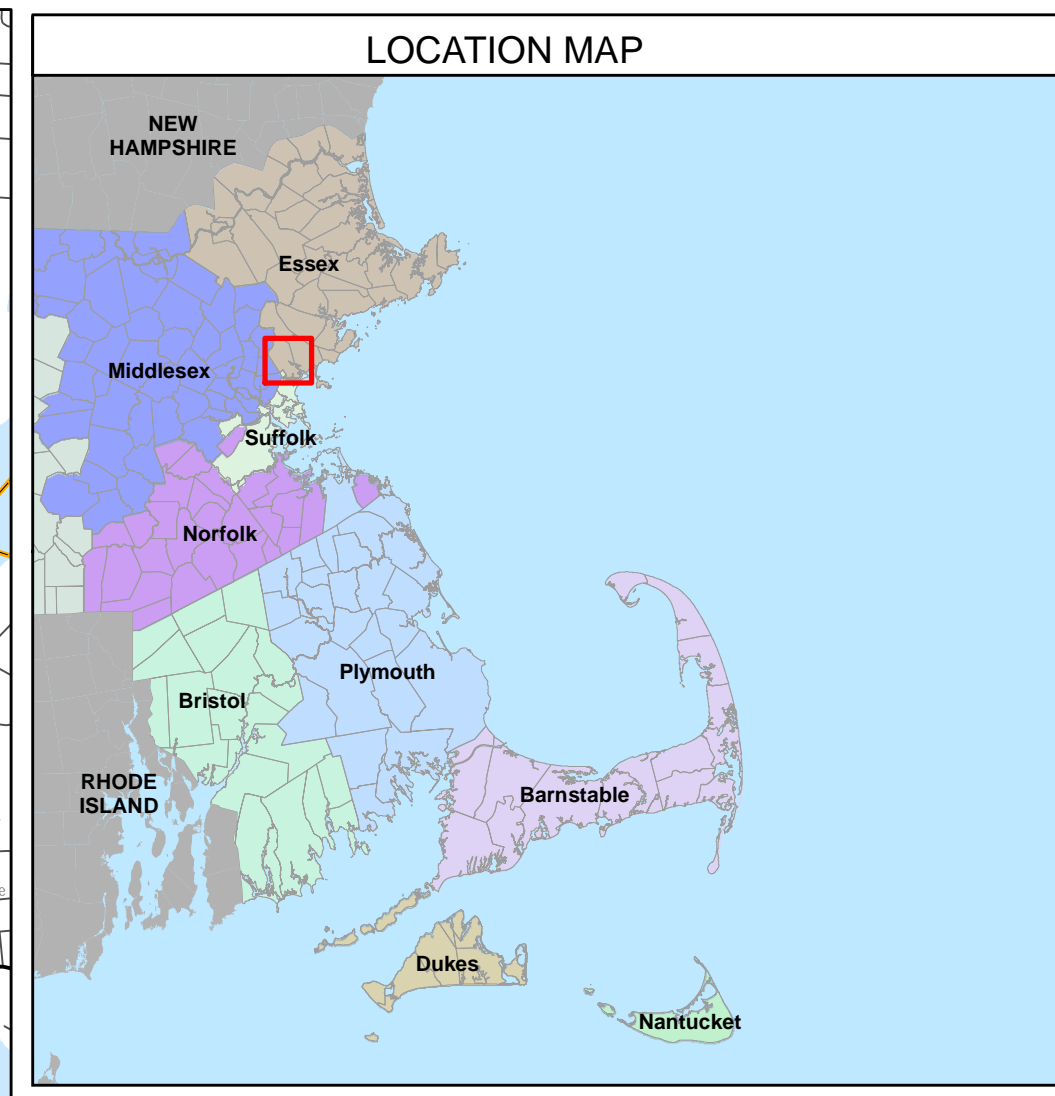 LOCATION MAP
NEW
HAMPSHIRE
Essex
Middlesex
Suffolk
Norfolk
Plymouth
Bristol
RHODE
ISLAND
Barnstable
Dukes
Nantucket
e